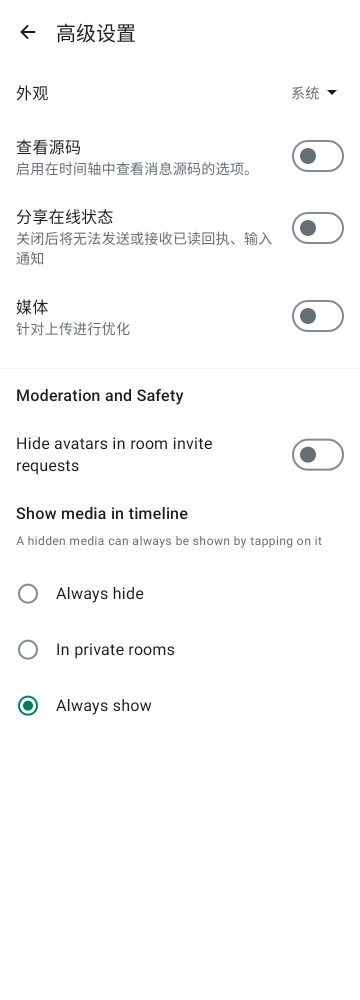 高级设置
外观
系统
查看源码
启用在时间轴中查看消息源码的选项。
分享在线状态
关闭后将无法发送或接收已读回执、输入
通知
媒体
针对上传进行优化
Moderation and Safety
Hide avatars in room invite
requests
Show media in timeline
A hidden media can always be shown by tapping on it
Always hide
In private rooms
Always show